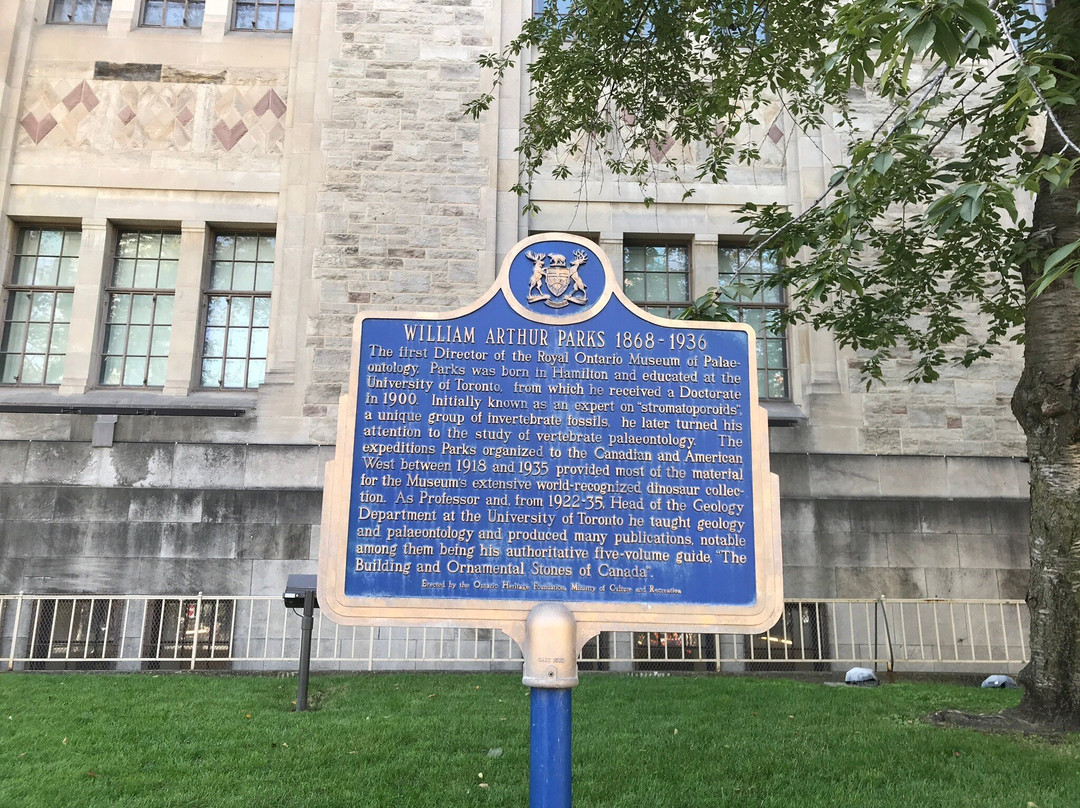 WILLIAM ARTHUR PARKS 1868-1936
The first Director of the Royal Ontario Museum of Palae-
ontology, Parks was born in Hamilton and educated at the
University of Toronto, from which he received a Doctorate
in 1900. Initially known as an expert on "stromatoporoids",
a unique group of invertebrate fossils, he later turned his
attention to the study of vertebrate palaeontology. The
expeditions Parks organized to the Canadian and American
West between 1918 and 1935 provided most of the material
for the Museum's extensive world-recognized dinosaur collec-
tion. As Professor and, from 1922-35, Head of the Geology
Department at the University of Toronto he taught geology
and palaeontology and produced many publications, notable
among them being his authoritative five-volume guide, "The
Building and Ornamental Stones of Canada".
Erected by the Ontario Heritage Foundation, Ministry of Culture and Recreation